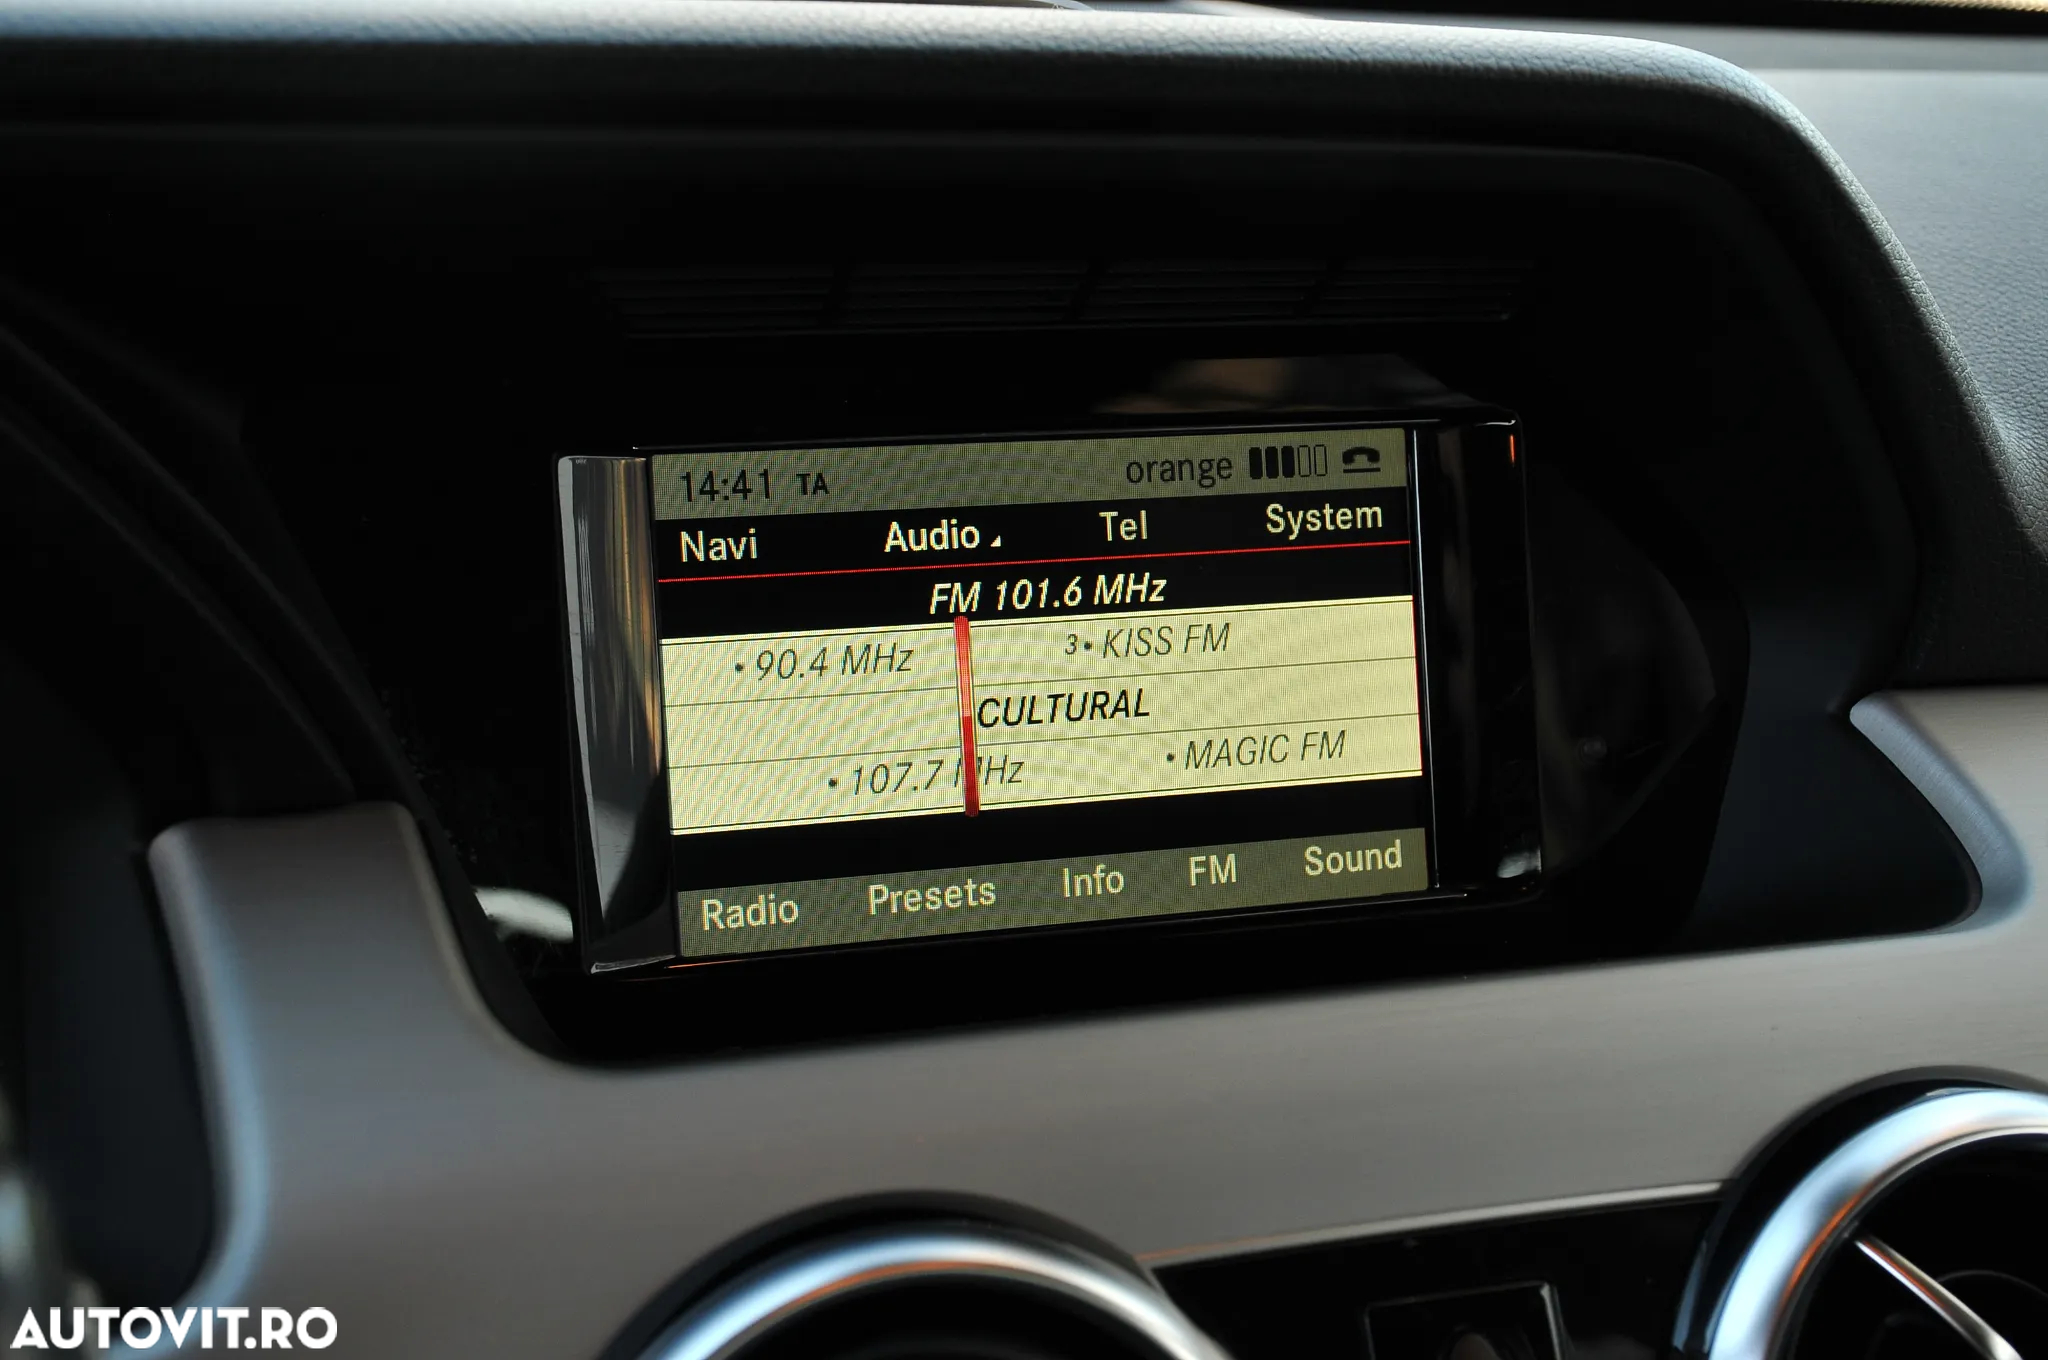 14:41 TA orange
Navi Audio Tel System
FM 101.6 MHz
• 90.4 MHz 3• KISS FM
CULTURAL
• 107.7 MHz • MAGIC FM
Radio Presets Info FM Sound
AUTOVIT.RO